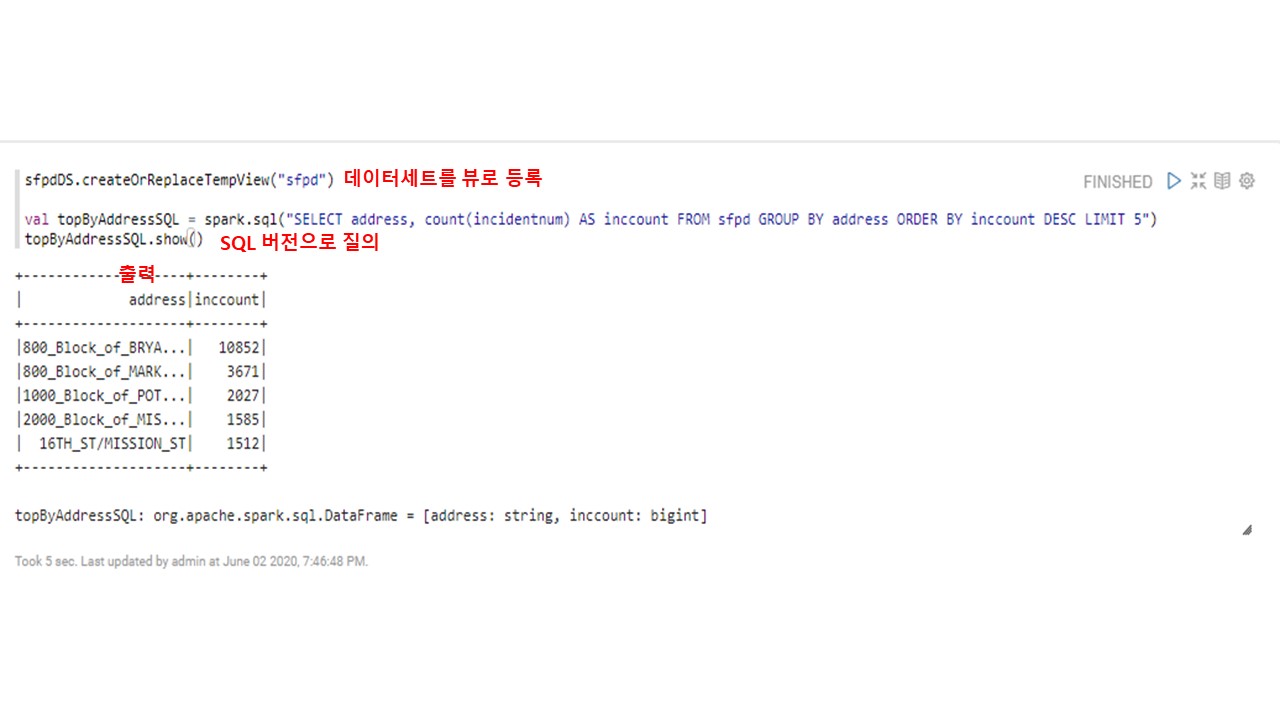 sfpdDS.createOrReplaceTempView("sfpd") 데이터세트를 뷰로 등록
FINISHED
val topByAddressSQL = spark.sql("SELECT address, count(incidentnum) AS inccount FROM sfpd GROUP BY address ORDER BY inccount DESC LIMIT 5")
topByAddressSQL.show() SQL 버전으로 질의
출력
+-------------------+--------+
|            address|inccount|
+-------------------+--------+
|800_Block_of_BRYA...|   10852|
|800_Block_of_MARK...|    3671|
|1000_Block_of_POT...|    2027|
|2000_Block_of_MIS...|    1585|
|  16TH_ST/MISSION_ST|    1512|
+-------------------+--------+
topByAddressSQL: org.apache.spark.sql.DataFrame = [address: string, inccount: bigint]
Took 5 sec. Last updated by admin at June 02 2020, 7:46:48 PM.